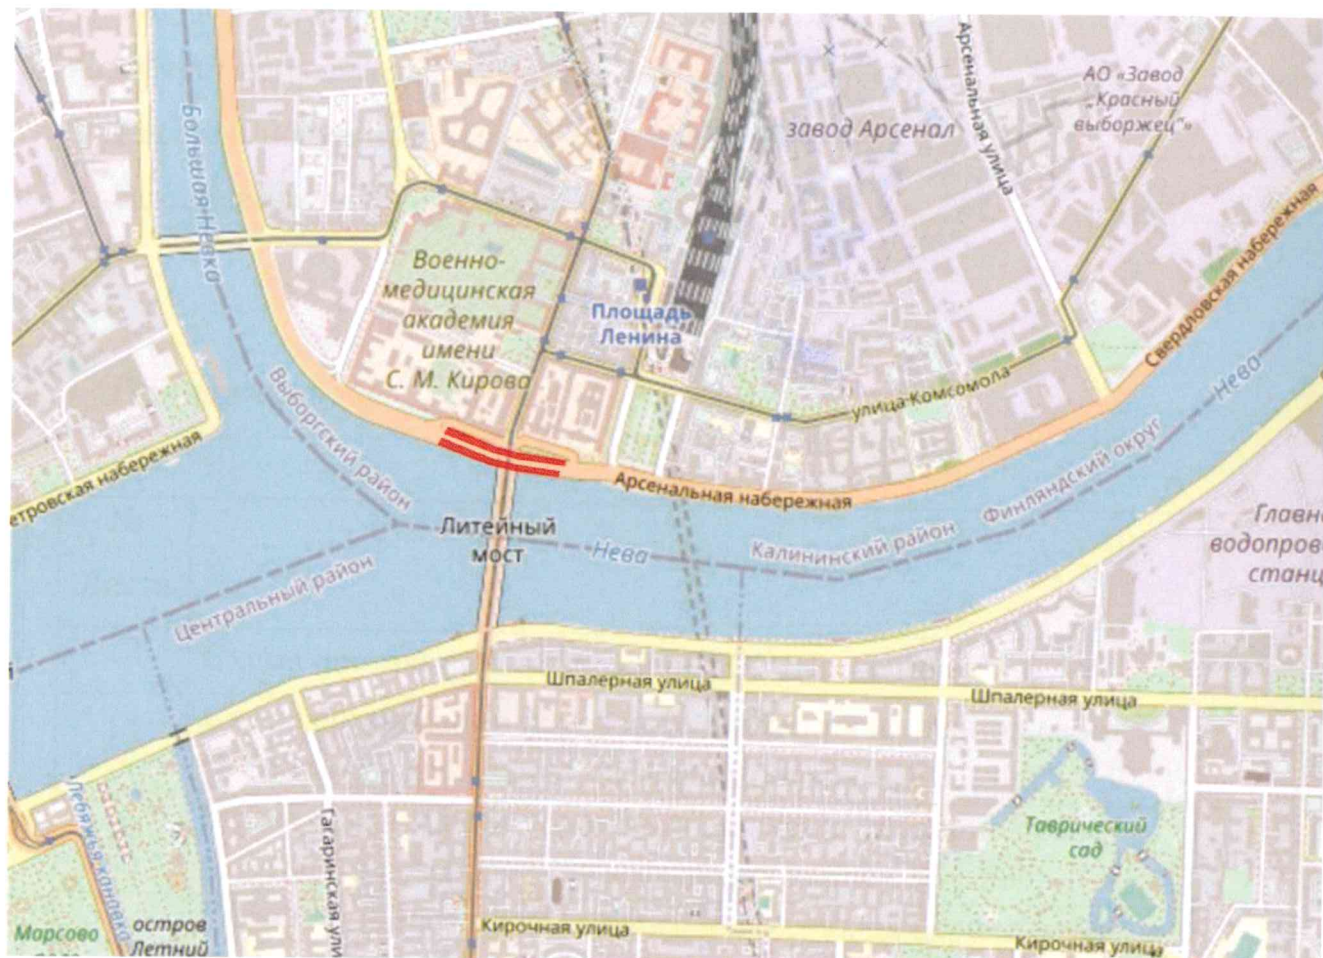 Арсенальная улица
АО «Завод
„Красный
выборжец"»
завод Арсенал
Большая Невка
Свердловская набережная
Военно-
медицинская
академия
имени
С. М. Кирова
Площадь
Ленина
Выборгский район
улица Комсомола
Нева
етровская набережная
Арсенальная набережная
Финляндский округ
Литейный
мост
Нева
Калининский район
Главн
водопров
станц
Центральный район
Шпалерная улица
Шпалерная улица
Лебяжья канавка
Гагаринская ули
Таврический
сад
Марсово
остров
Летний
Кирочная улица
Кирочная улица